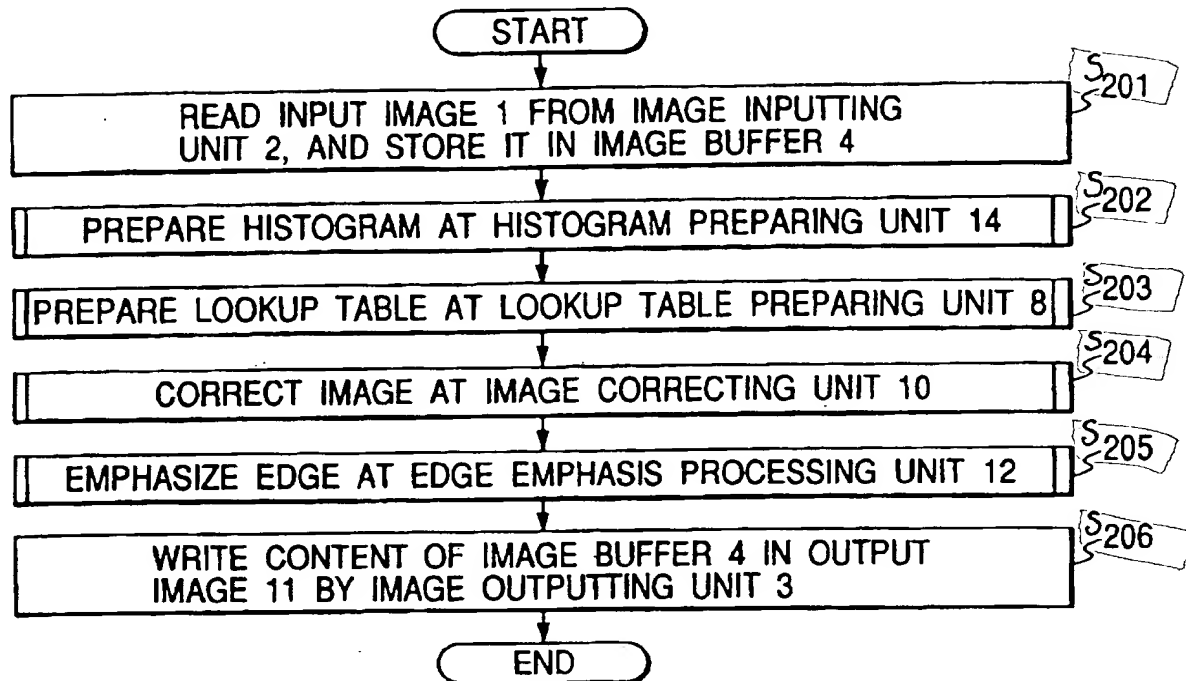 START
S201
READ INPUT IMAGE 1 FROM IMAGE INPUTTING
UNIT 2, AND STORE IT IN IMAGE BUFFER 4
S202
PREPARE HISTOGRAM AT HISTOGRAM PREPARING UNIT 14
S203
PREPARE LOOKUP TABLE AT LOOKUP TABLE PREPARING UNIT 8
S204
CORRECT IMAGE AT IMAGE CORRECTING UNIT 10
S205
EMPHASIZE EDGE AT EDGE EMPHASIS PROCESSING UNIT 12
S206
WRITE CONTENT OF IMAGE BUFFER 4 IN OUTPUT
IMAGE 11 BY IMAGE OUTPUTTING UNIT 3
END